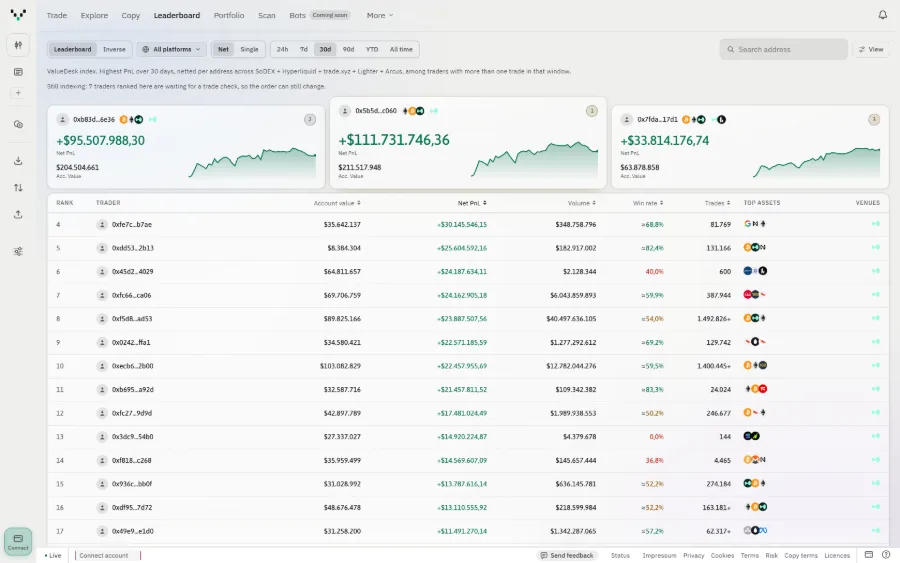 Trade Explore Copy Leaderboard Portfolio Scan Bots Coming soon More
Leaderboard Inverse All platforms Net Single 24h 7d 30d 90d YTD All time Search address View
ValueDesk index. Highest PnL over 30 days, netted per address across SoDEX + Hyperliquid + trade.xyz + Lighter + Arcus, among traders with more than one trade in that window.
Still indexing: 7 traders ranked here are waiting for a trade check, so the order can still change.
0xb83d...6e36 2
+$95.507.988,30
Net PnL
$204.504.661
Acc. Value
0x5b5d...c060 1
+$111.731.746,36
Net PnL
$211.517.948
Acc. Value
0x7fda...17d1 3
+$33.814.176,74
Net PnL
$63.878.858
Acc. Value
RANK TRADER Account value Net PnL Volume Win rate Trades TOP ASSETS VENUES
4 0xfe7c...b7ae $35.642.137 +$30.145.546,15 $348.758.796 ≈68,8% 81.769
5 0xdd53...2b13 $8.384.304 +$25.604.592,16 $182.917.002 ≈82,4% 131.166
6 0x45d2...4029 $64.811.657 +$24.187.634,11 $2.128.344 40,0% 600
7 0xfc66...ca06 $69.706.759 +$24.162.905,18 $6.043.859.893 ≈59,9% 387.944
8 0xf5d8...ad53 $89.825.166 +$23.887.507,56 $40.497.636.105 ≈54,0% 1.492.826+
9 0x0242...ffa1 $34.580.421 +$22.571.185,59 $1.277.292.612 ≈69,2% 129.742
10 0xecb6...2b00 $103.082.829 +$22.457.955,69 $12.782.044.276 ≈59,5% 1.400.445+
11 0xb695...a92d $32.587.716 +$21.457.811,52 $109.342.382 ≈83,3% 24.024
12 0xfc27...9d9d $42.897.789 +$17.481.024,49 $1.989.938.553 ≈50,2% 246.677
13 0x3dc9...54b0 $27.337.027 +$14.920.224,87 $4.379.678 0,0% 144
14 0xf818...c268 $35.959.499 +$14.569.607,09 $145.657.444 36,8% 4.465
15 0x936c...bb0f $31.028.992 +$13.787.616,14 $636.145.781 ≈52,2% 274.184
16 0xdf95...7d72 $48.676.478 +$13.110.555,92 $218.599.984 ≈52,2% 163.181+
17 0x49e9...e1d0 $31.258.200 +$11.491.270,14 $1.342.287.065 ≈57,2% 62.317+
Connect
Live Connect account Send feedback Status Impressum Privacy Cookies Terms Risk Copy terms Licences